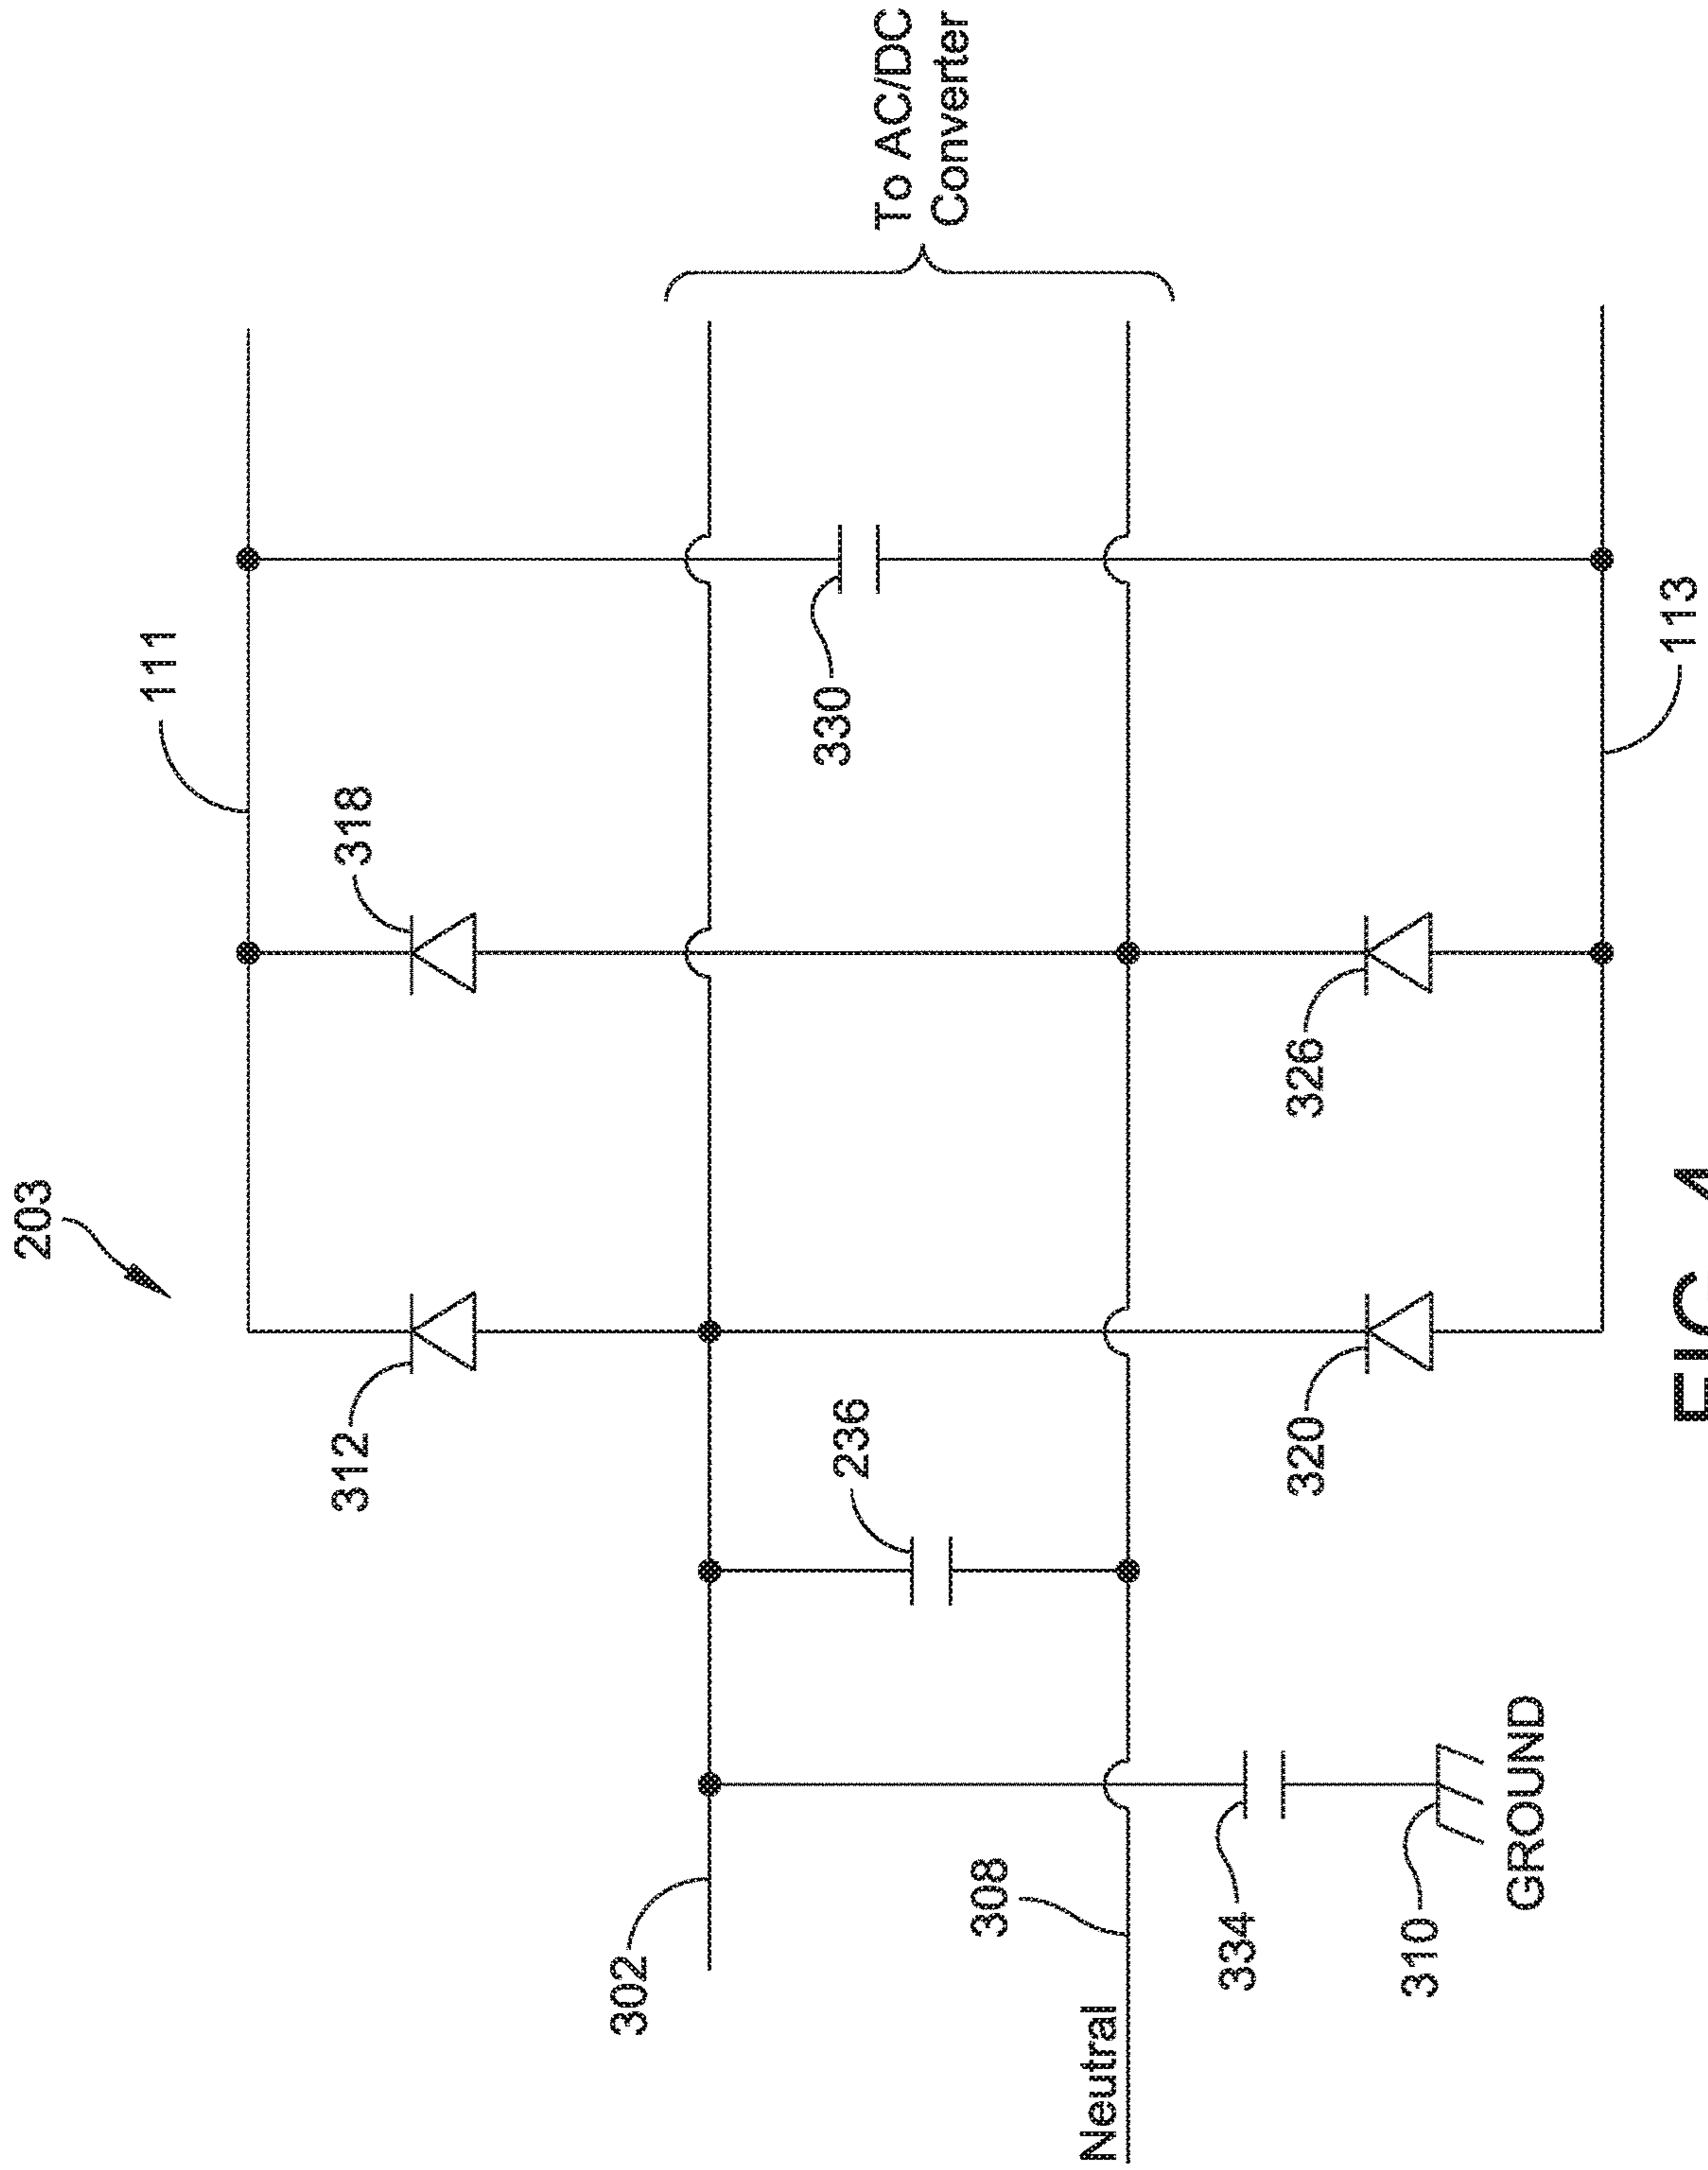 203
111
312
318
302
236
330
To AC/DC
Converter
308
Neutral
334
320
326
310
GROUND
113
FIG